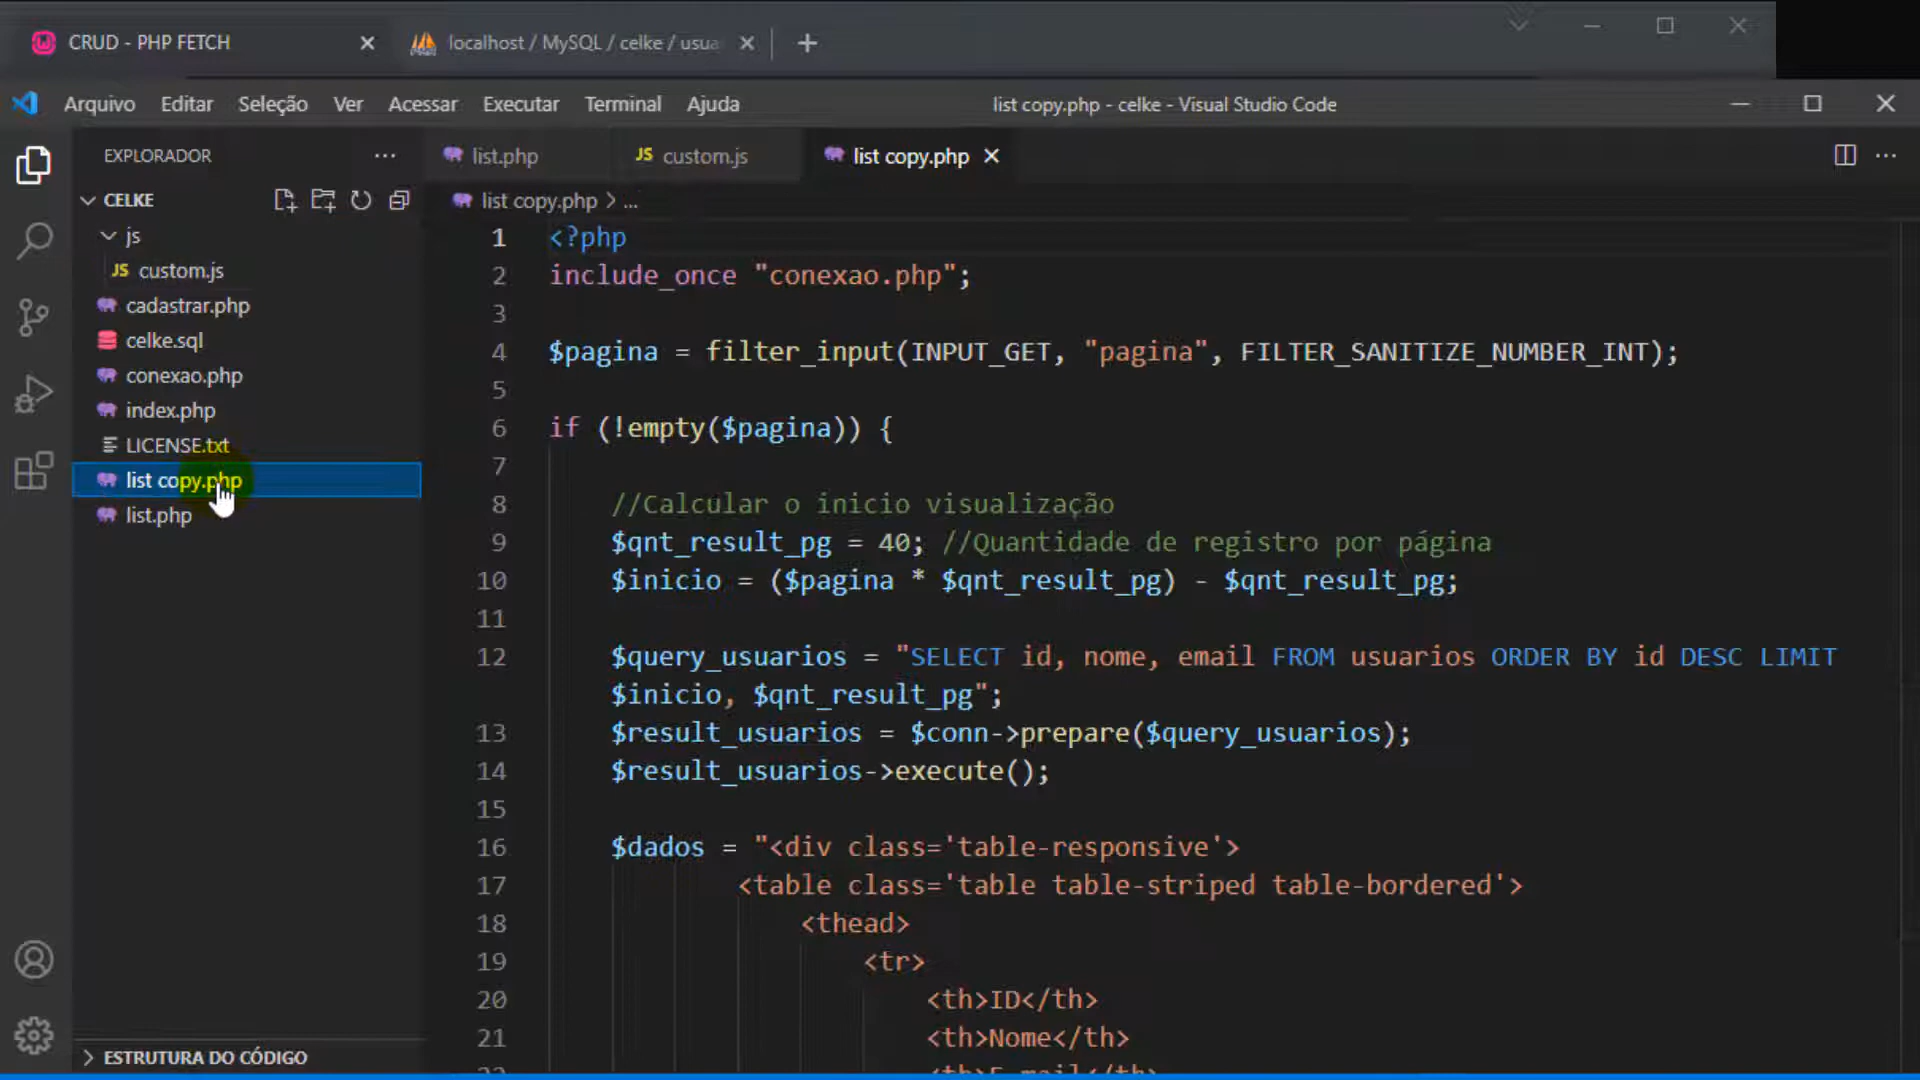 CRUD - PHP FETCH
localhost / MySQL / celke / usua
Arquivo Editar Seleção Ver Acessar Executar Terminal Ajuda
list copy.php - celke - Visual Studio Code
EXPLORADOR
CELKE
js
JS custom.js
cadastrar.php
celke.sql
conexao.php
index.php
LICENSE.txt
list copy.php
list.php
ESTRUTURA DO CÓDIGO
list.php
JS custom.js
list copy.php
list copy.php > ...
1 <?php
2 include_once "conexao.php";
3
4 $pagina = filter_input(INPUT_GET, "pagina", FILTER_SANITIZE_NUMBER_INT);
5
6 if (!empty($pagina)) {
7
8 //Calcular o inicio visualização
9 $qnt_result_pg = 40; //Quantidade de registro por página
10 $inicio = ($pagina * $qnt_result_pg) - $qnt_result_pg;
11
12 $query_usuarios = "SELECT id, nome, email FROM usuarios ORDER BY id DESC LIMIT
$inicio, $qnt_result_pg";
13 $result_usuarios = $conn->prepare($query_usuarios);
14 $result_usuarios->execute();
15
16 $dados = "<div class='table-responsive'>
17 <table class='table table-striped table-bordered'>
18 <thead>
19 <tr>
20 <th>ID</th>
21 <th>Nome</th>
22 <th>E-mail</th>